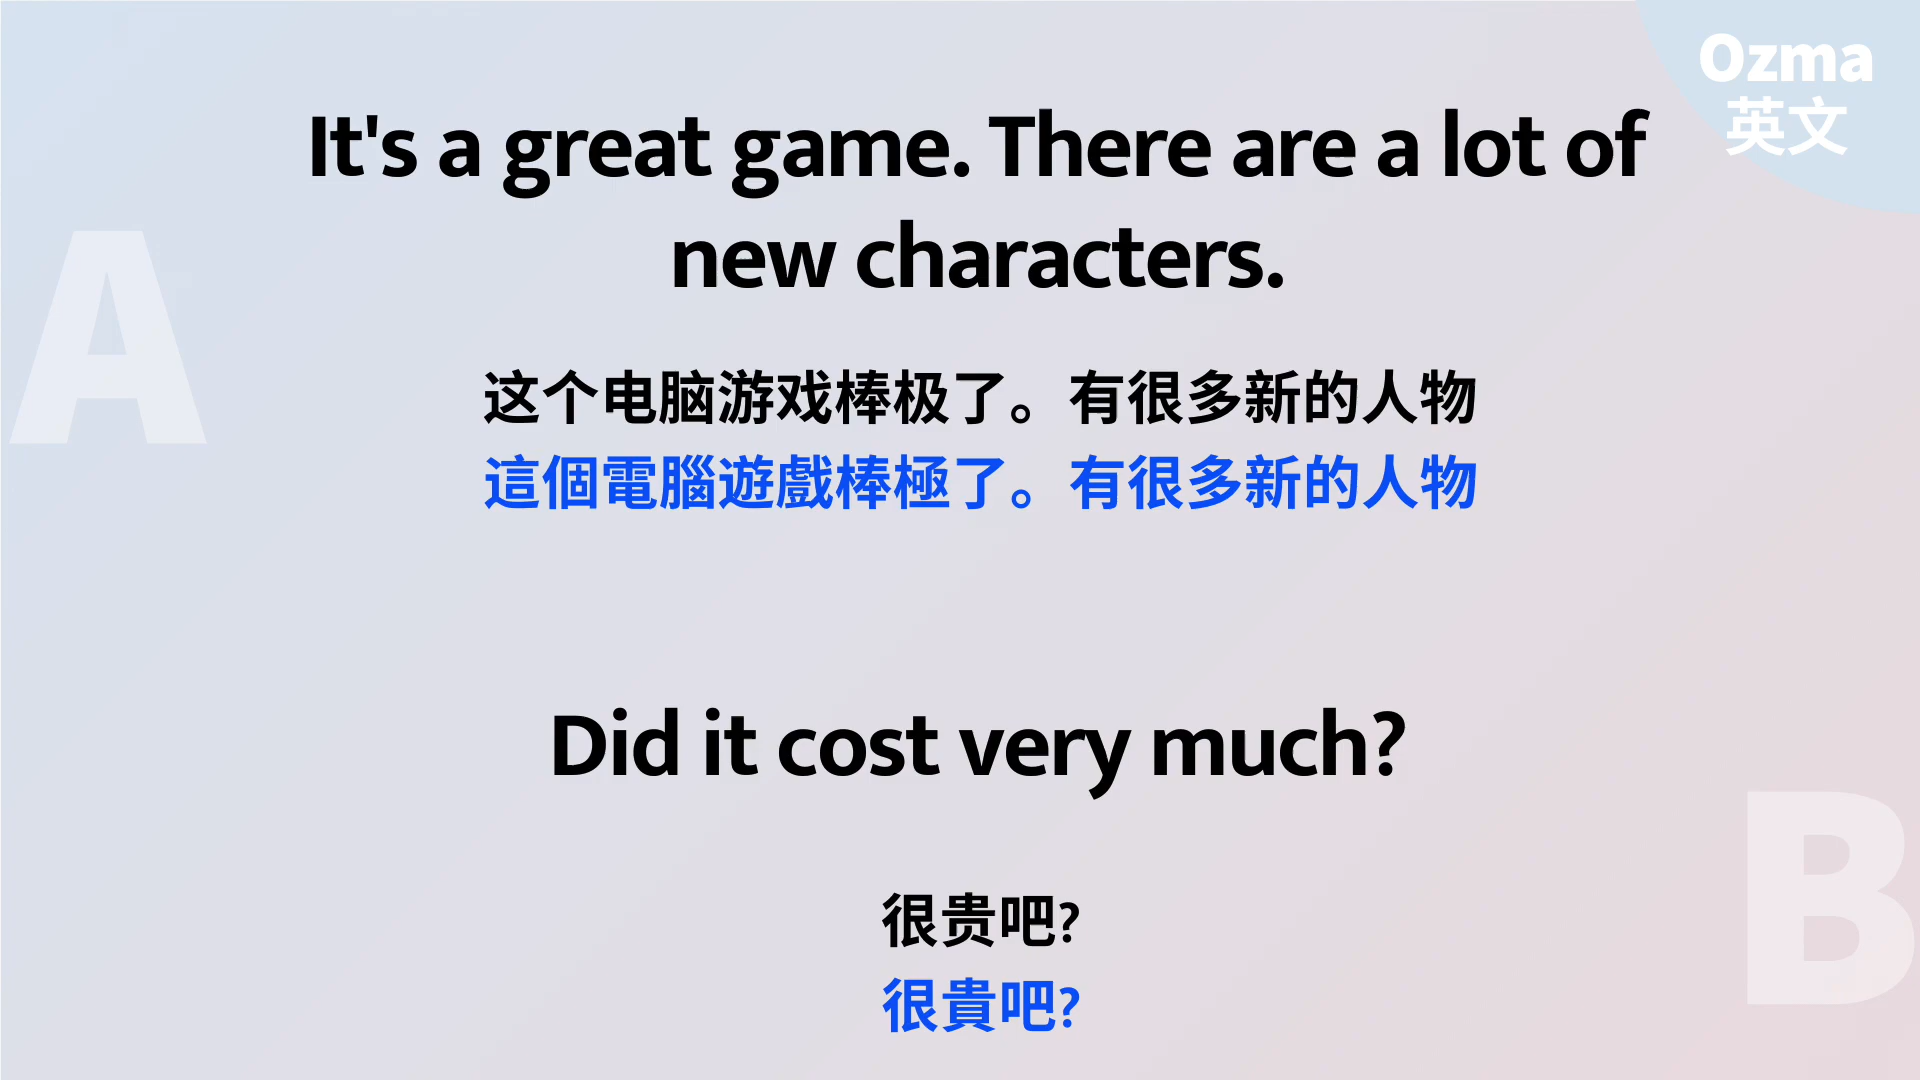 Ozma
英文
It's a great game. There are a lot of
new characters.
A
这个电脑游戏棒极了。有很多新的人物
這個電腦遊戲棒極了。有很多新的人物
Did it cost very much?
B
很贵吧?
很貴吧?